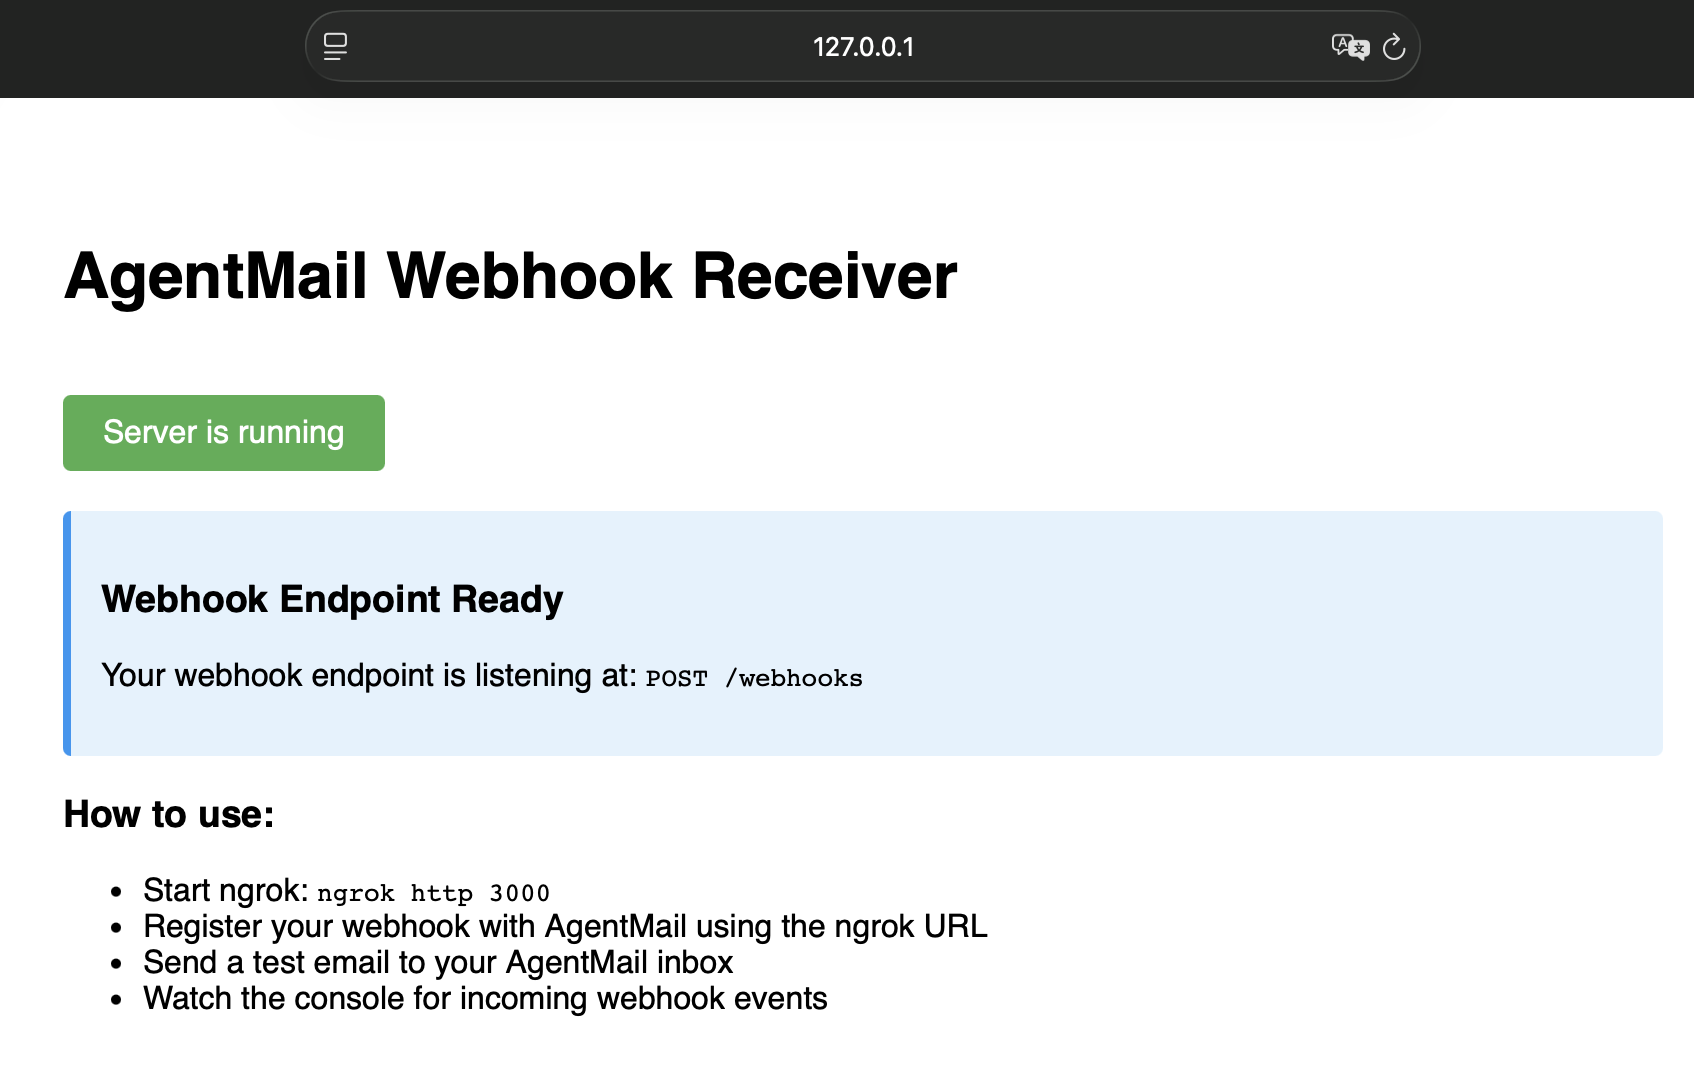 127.0.0.1
AgentMail Webhook Receiver
Server is running
Webhook Endpoint Ready
Your webhook endpoint is listening at: POST /webhooks
How to use:
• Start ngrok: ngrok http 3000
• Register your webhook with AgentMail using the ngrok URL
• Send a test email to your AgentMail inbox
• Watch the console for incoming webhook events